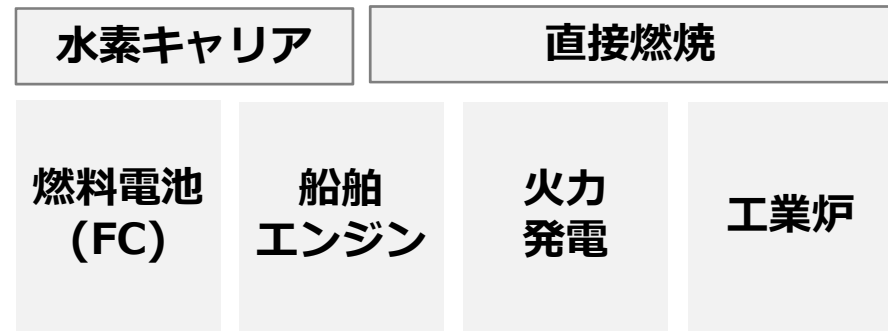 水素キャリア
直接燃焼
燃料電池
(FC)
船舶
エンジン
火力
発電
工業炉